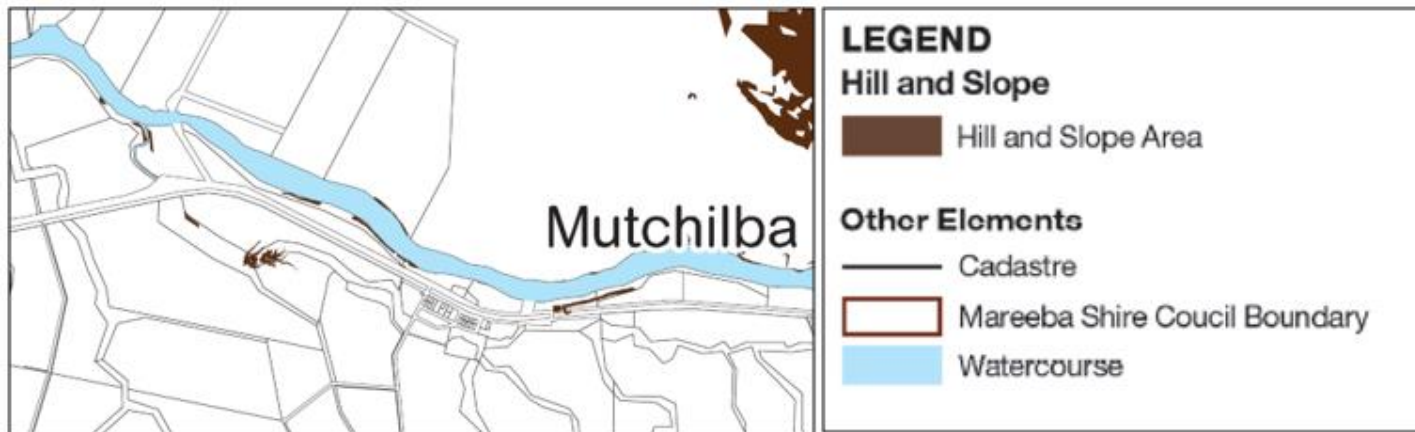 Mutchilba
LEGEND
Hill and Slope
Hill and Slope Area
Other Elements
Cadastre
Mareeba Shire Coucil Boundary
Watercourse